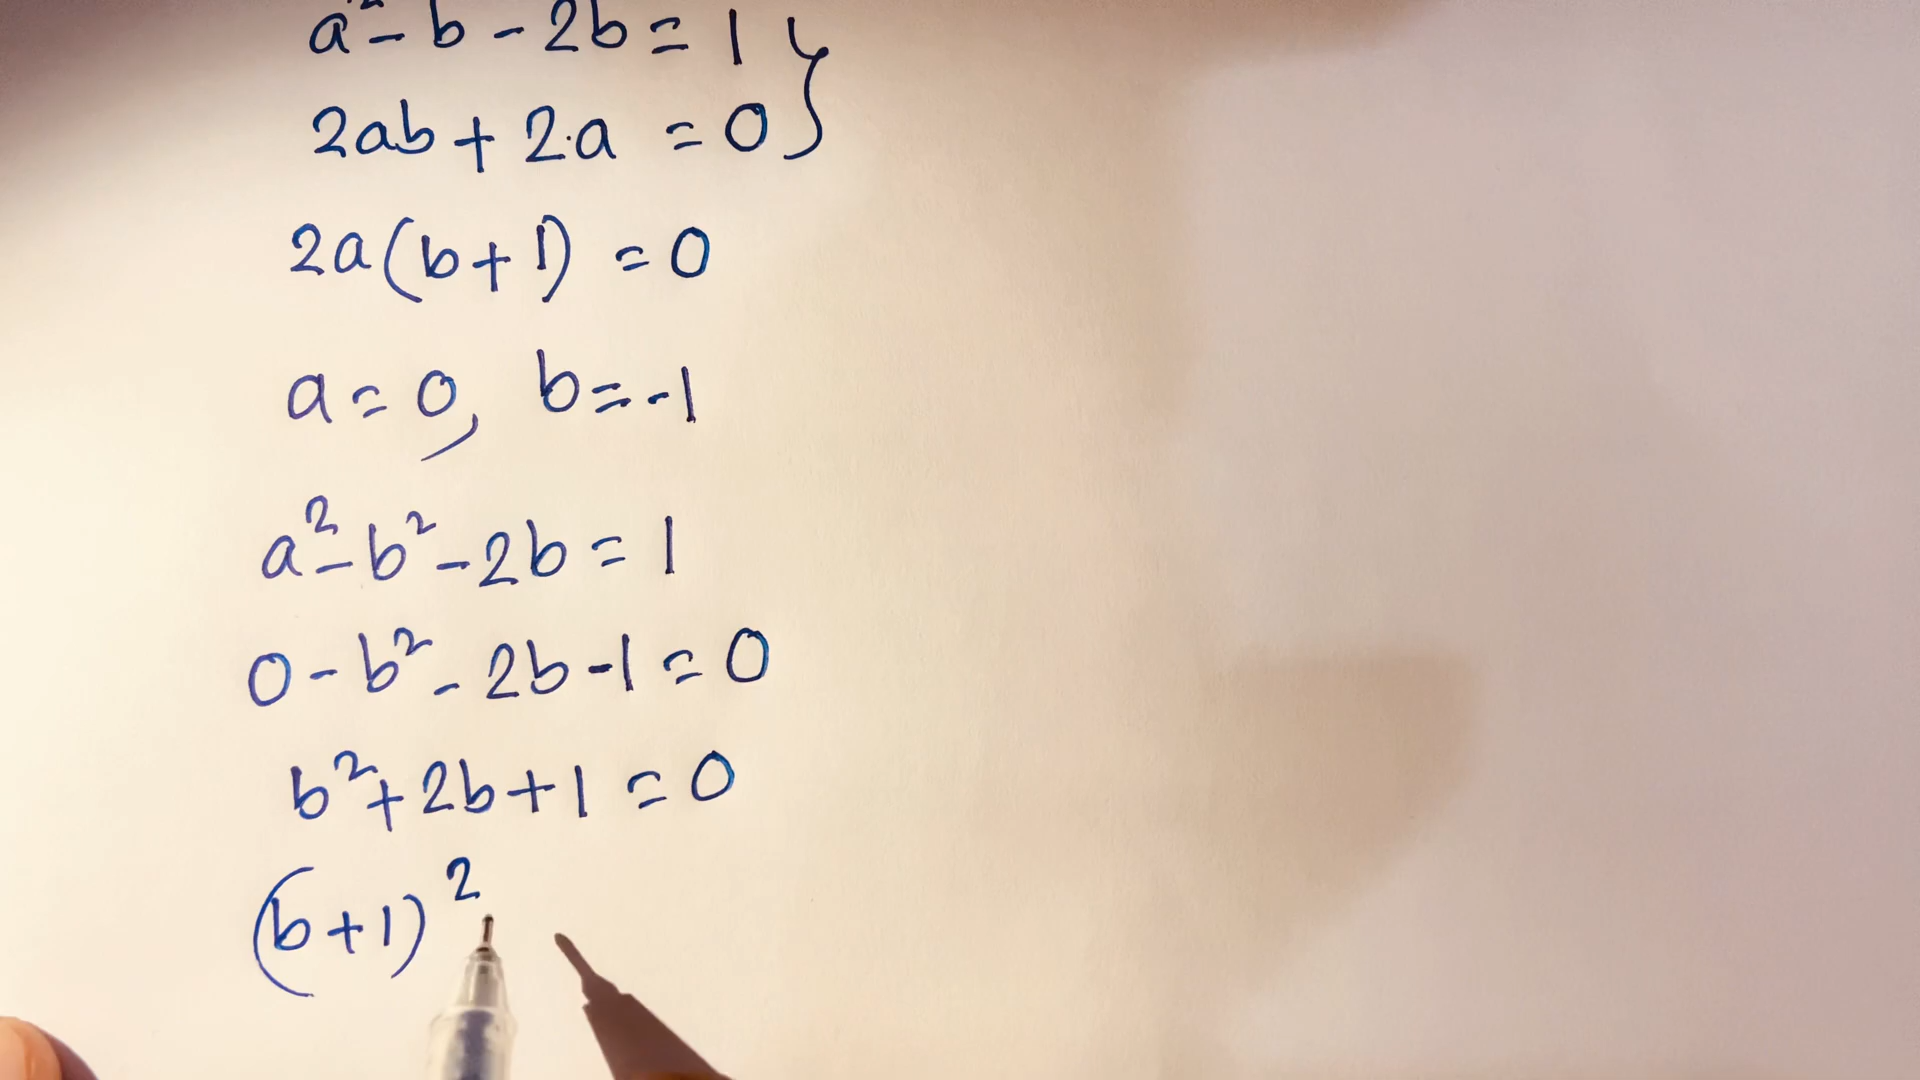 a² - b - 2b = 1 }
2ab + 2·a = 0
2a(b+1) = 0
a = 0, b = -1
a² - b² - 2b = 1
0 - b² - 2b - 1 = 0
b² + 2b + 1 = 0
(b+1)²